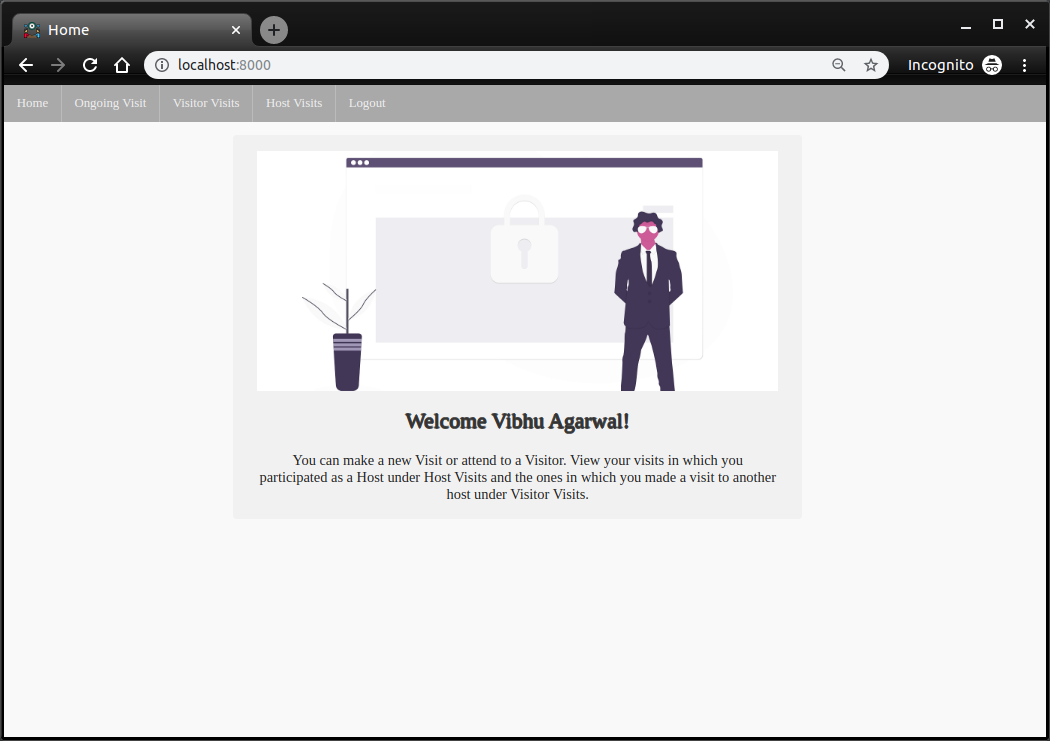 Home
localhost:8000
Incognito
Home Ongoing Visit Visitor Visits Host Visits Logout
Welcome Vibhu Agarwal!
You can make a new Visit or attend to a Visitor. View your visits in which you
participated as a Host under Host Visits and the ones in which you made a visit to another
host under Visitor Visits.